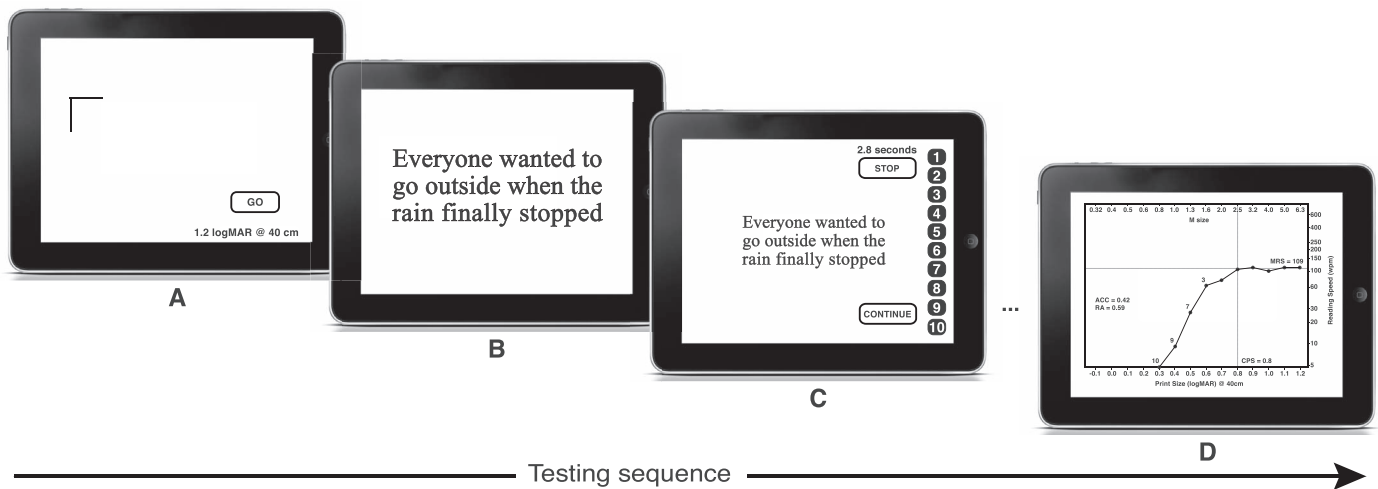 GO
1.2 logMAR @ 40 cm
A
Everyone wanted to
go outside when the
rain finally stopped
B
2.8 seconds
STOP
1
2
3
4
5
6
7
8
9
10
Everyone wanted to
go outside when the
rain finally stopped
CONTINUE
C
...
0.32 0.4 0.5 0.6 0.8 1.0 1.3 1.6 2.0 2.5 3.2 4.0 5.0 6.3
M size
600
400
250
200
150
100
60
30
20
10
5
Reading Speed (wpm)
MRS = 109
3
7
9
10
ACC = 0.42
RA = 0.59
CPS = 0.8
-0.1 0.0 0.1 0.2 0.3 0.4 0.5 0.6 0.7 0.8 0.9 1.0 1.1 1.2
Print Size (logMAR) @ 40cm
D
Testing sequence